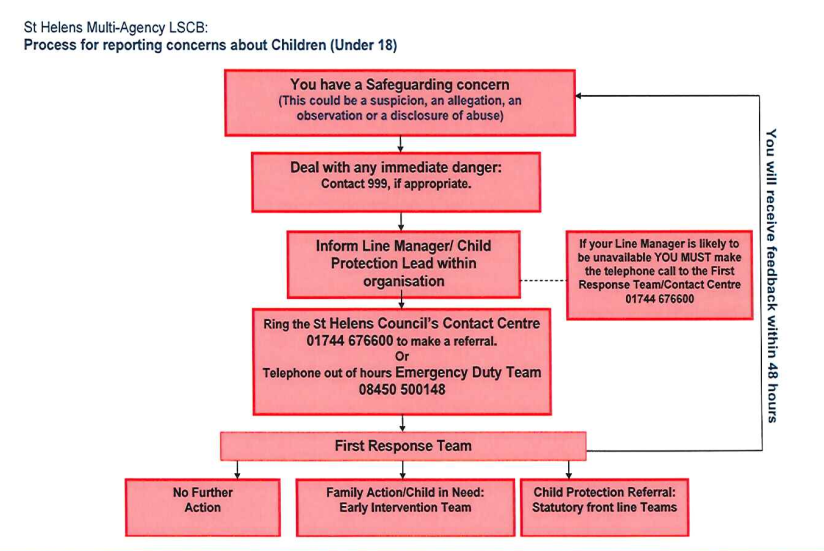 St Helens Multi-Agency LSCB:
Process for reporting concerns about Children (Under 18)
You have a Safeguarding concern
(This could be a suspicion, an allegation, an
observation or a disclosure of abuse)
Deal with any immediate danger:
Contact 999, if appropriate.
Inform Line Manager/ Child
Protection Lead within
organisation
If your Line Manager is likely to
be unavailable YOU MUST make
the telephone call to the First
Response Team/Contact Centre
01744 676600
Ring the St Helens Council's Contact Centre
01744 676600 to make a referral.
Or
Telephone out of hours Emergency Duty Team
08450 500148
First Response Team
No Further
Action
Family Action/Child in Need:
Early Intervention Team
Child Protection Referral:
Statutory front line Teams
You will receive feedback within 48 hours